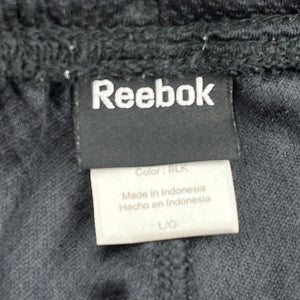 Reebok
Color: BLK
Made in Indonesia
Hecho en Indonesia
L/G